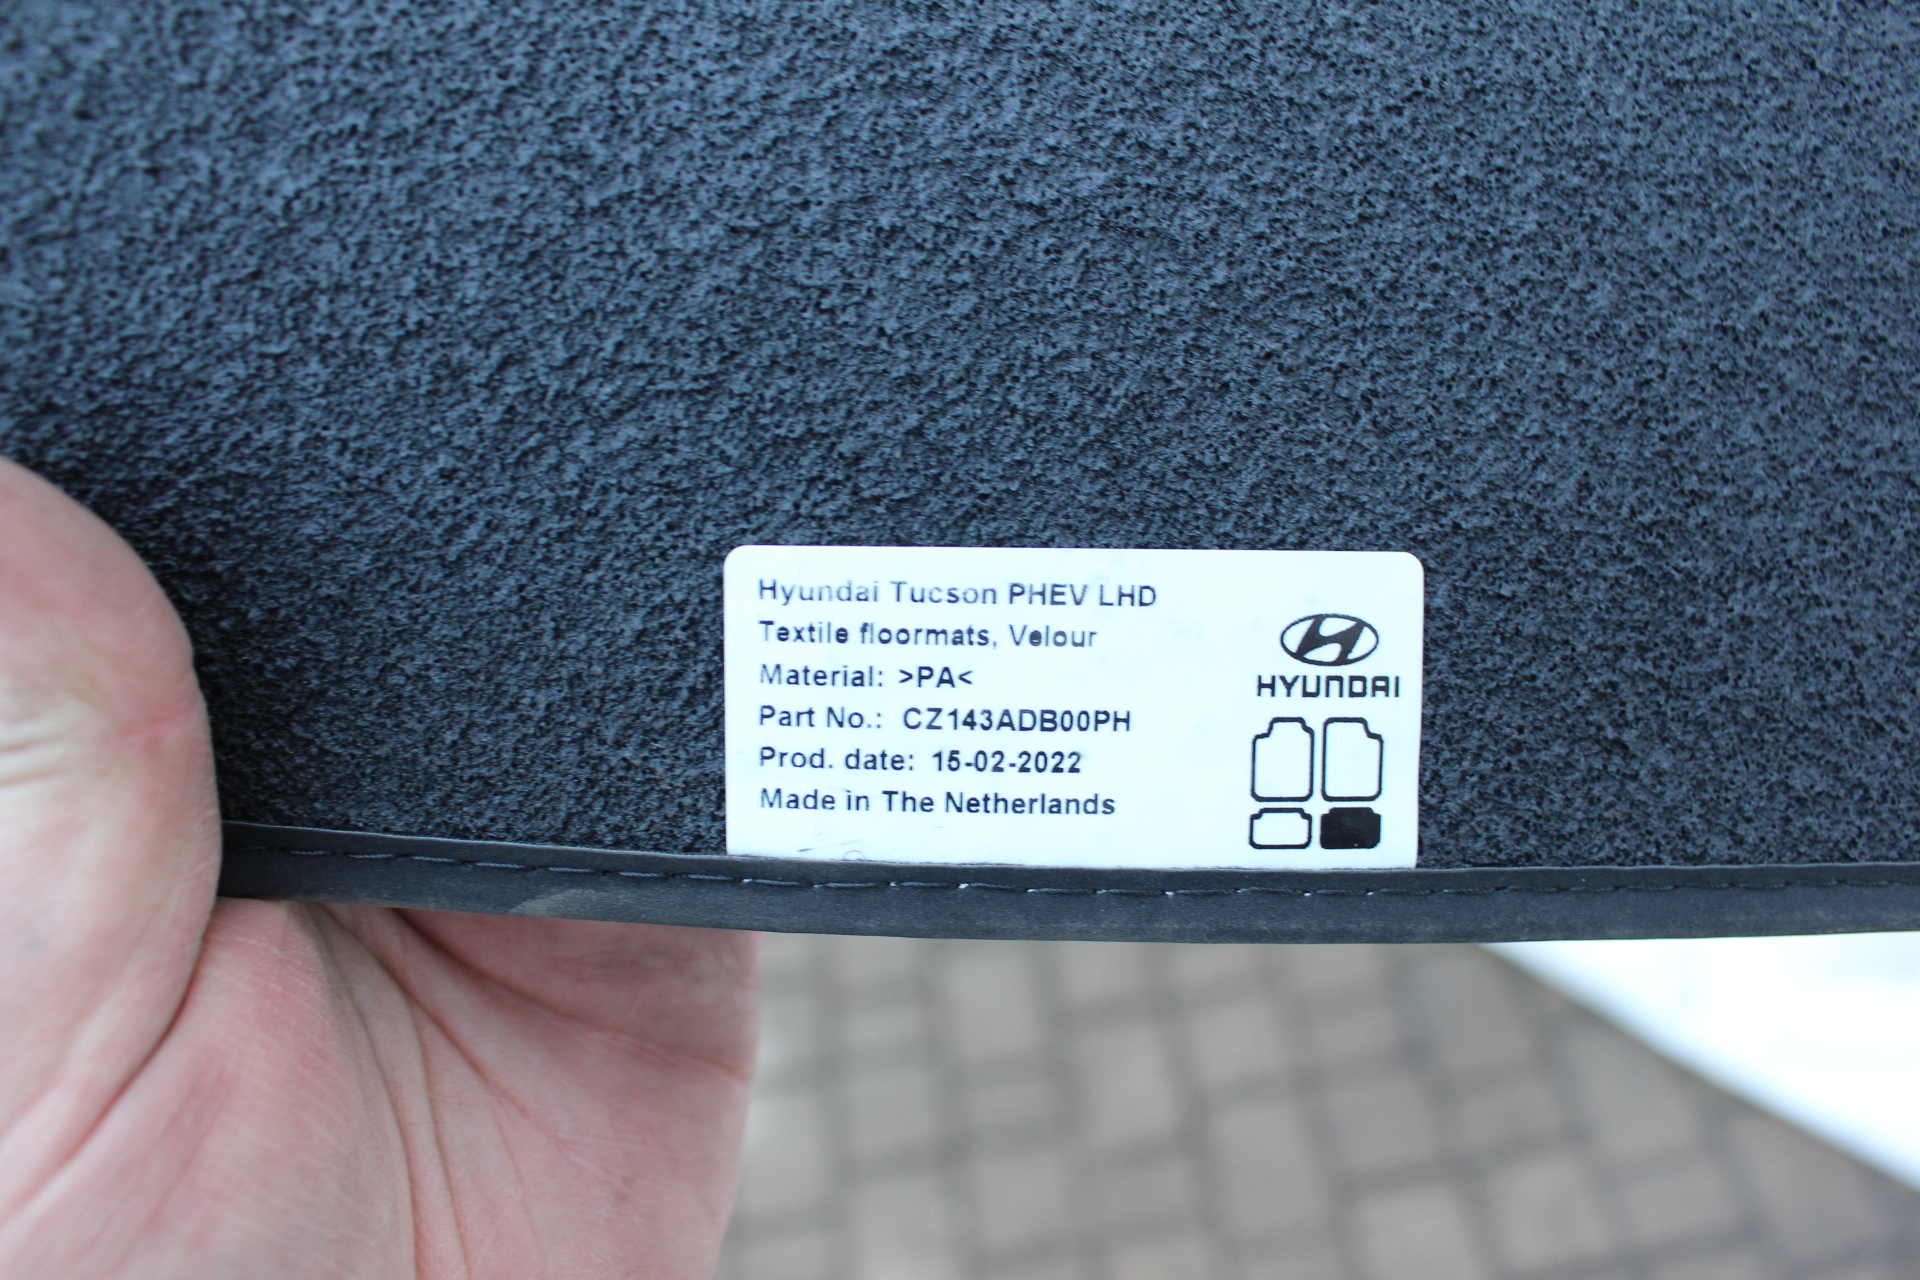 Hyundai Tucson PHEV LHD
Textile floormats, Velour
Material: >PA<
Part No.: CZ143ADB00PH
Prod. date: 15-02-2022
Made in The Netherlands
HYUNDAI